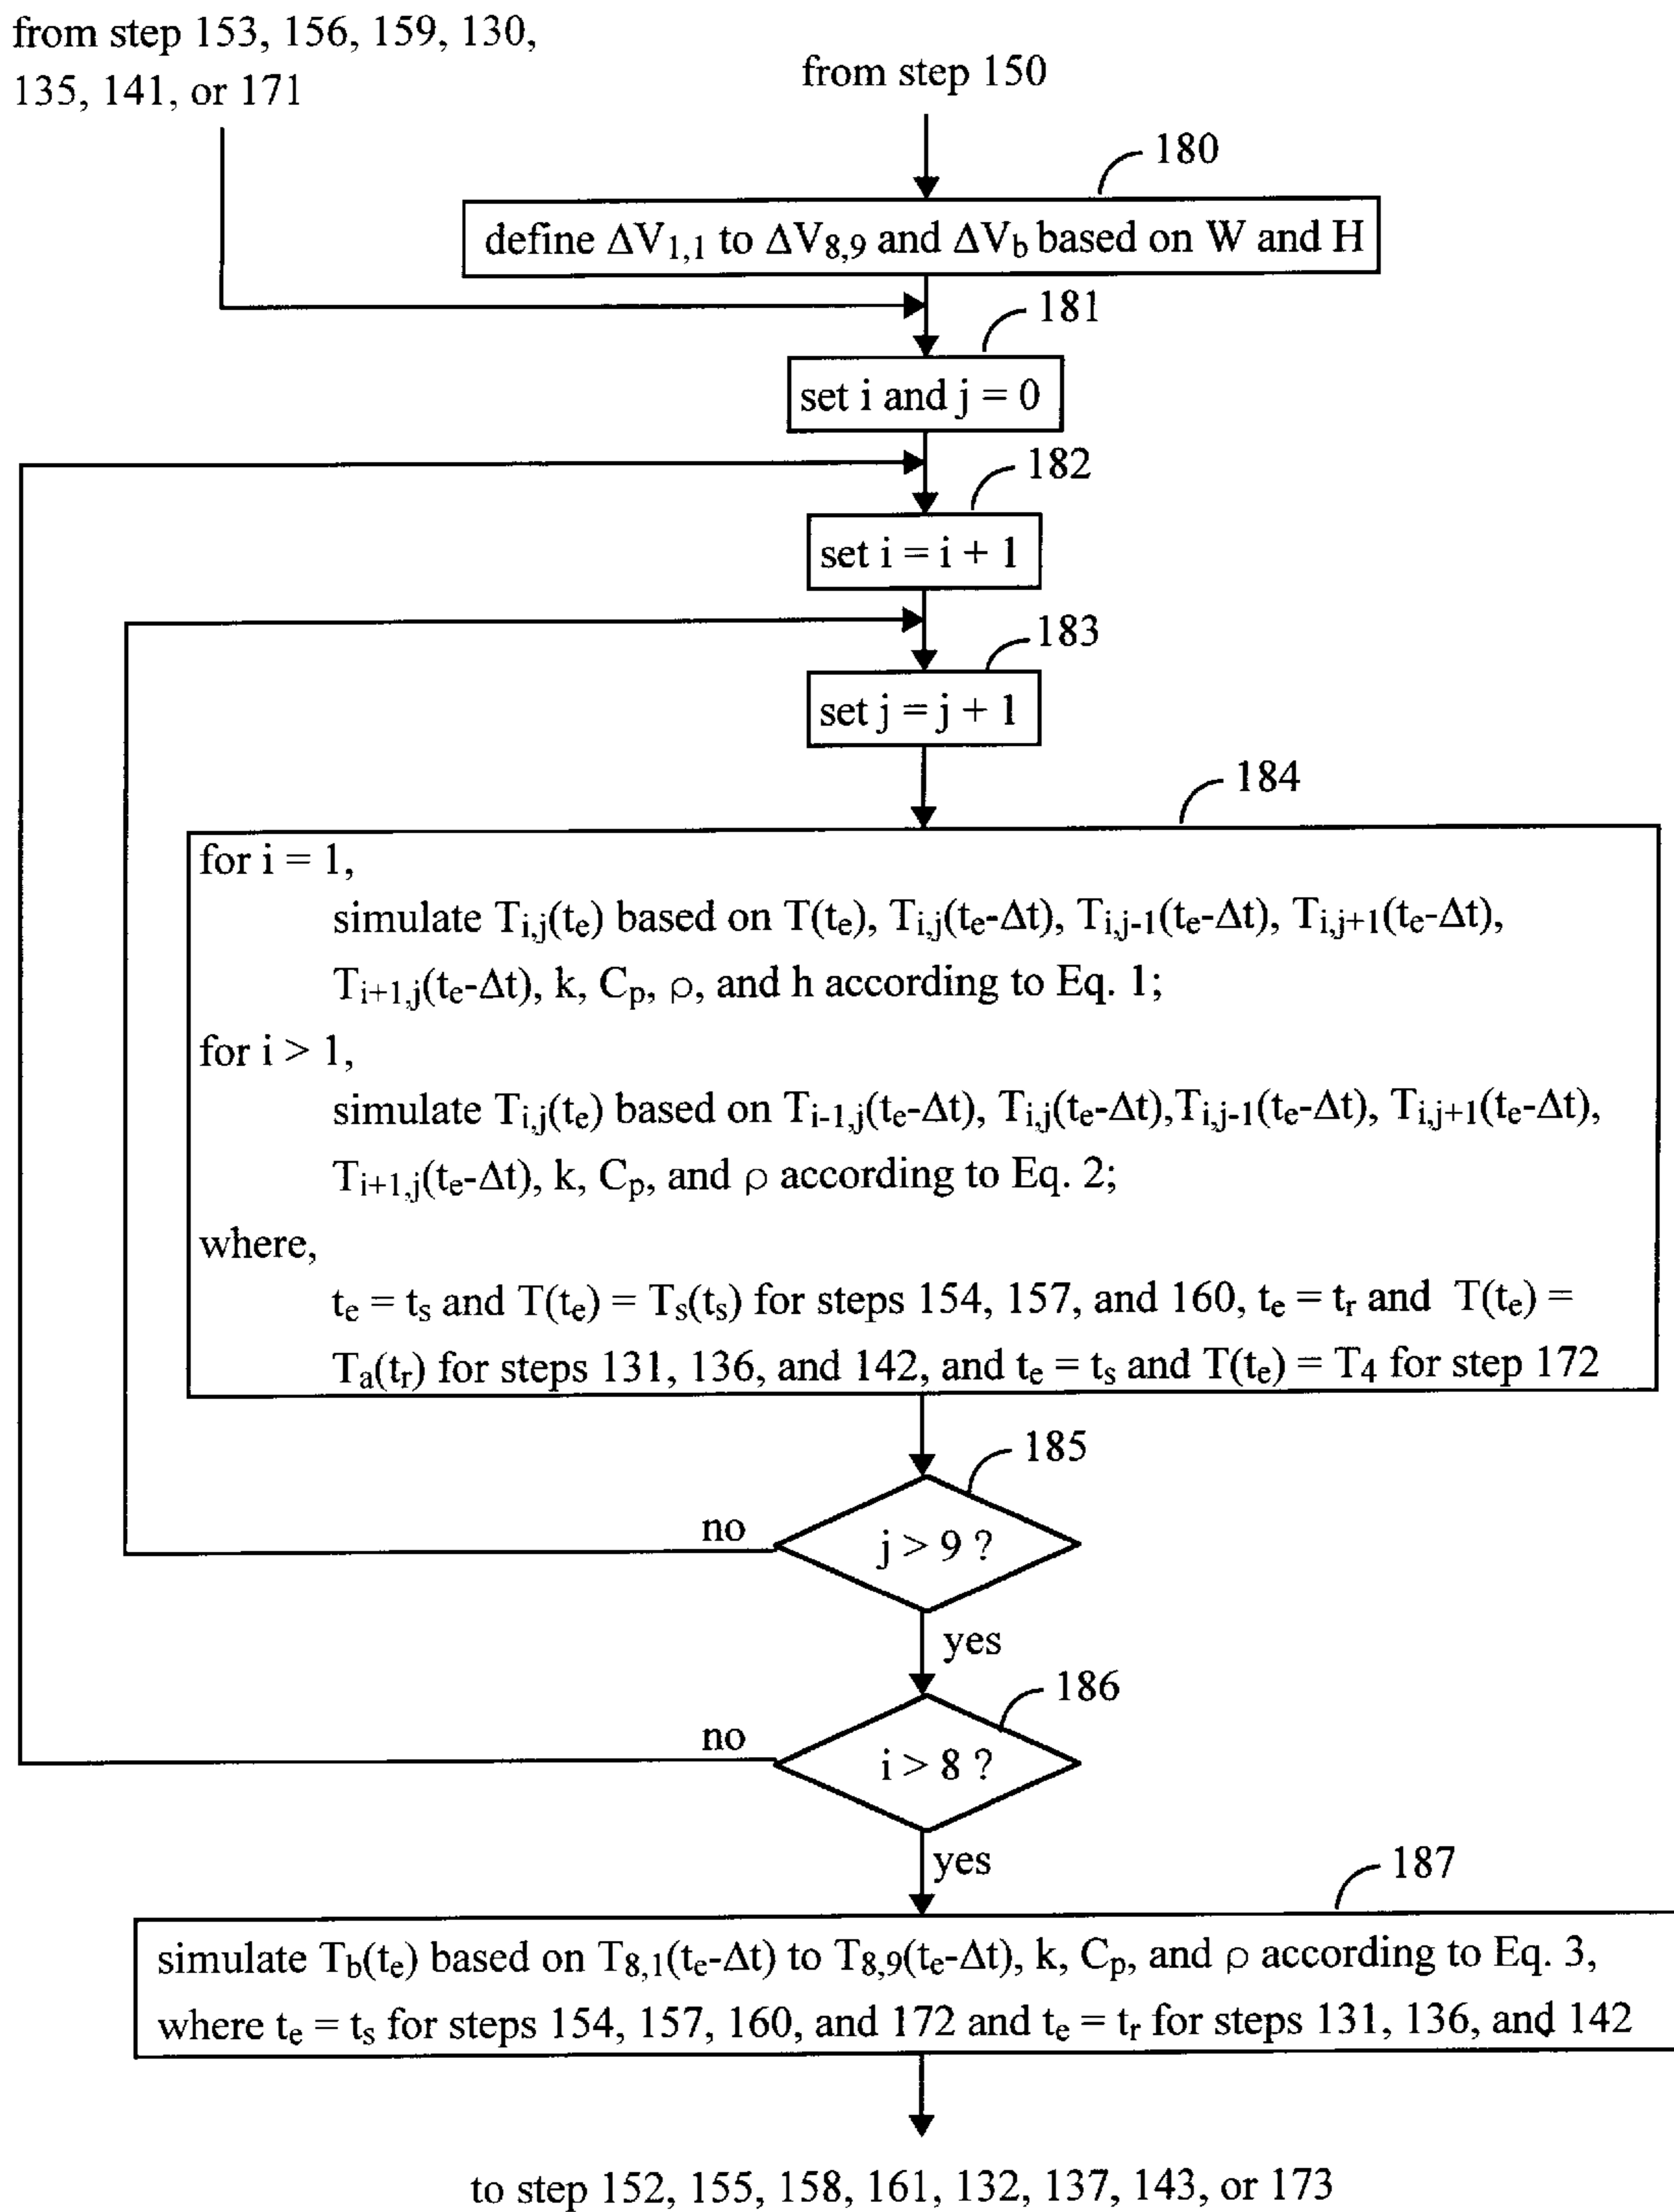 from step 153, 156, 159, 130,
135, 141, or 171
from step 150
180
define ΔV1,1 to ΔV8,9 and ΔVb based on W and H
181
set i and j = 0
182
set i = i + 1
183
set j = j + 1
184
for i = 1,
simulate Ti,j(te) based on T(te), Ti,j(te-Δt), Ti,j-1(te-Δt), Ti,j+1(te-Δt),
Ti+1,j(te-Δt), k, Cp, ρ, and h according to Eq. 1;
for i > 1,
simulate Ti,j(te) based on Ti-1,j(te-Δt), Ti,j(te-Δt),Ti,j-1(te-Δt), Ti,j+1(te-Δt),
Ti+1,j(te-Δt), k, Cp, and ρ according to Eq. 2;
where,
te = ts and T(te) = Ts(ts) for steps 154, 157, and 160, te = tr and T(te) =
Ta(tr) for steps 131, 136, and 142, and te = ts and T(te) = T4 for step 172
185
no
j > 9 ?
yes
186
no
i > 8 ?
yes
187
simulate Tb(te) based on T8,1(te-Δt) to T8,9(te-Δt), k, Cp, and ρ according to Eq. 3,
where te = ts for steps 154, 157, 160, and 172 and te = tr for steps 131, 136, and 142
to step 152, 155, 158, 161, 132, 137, 143, or 173